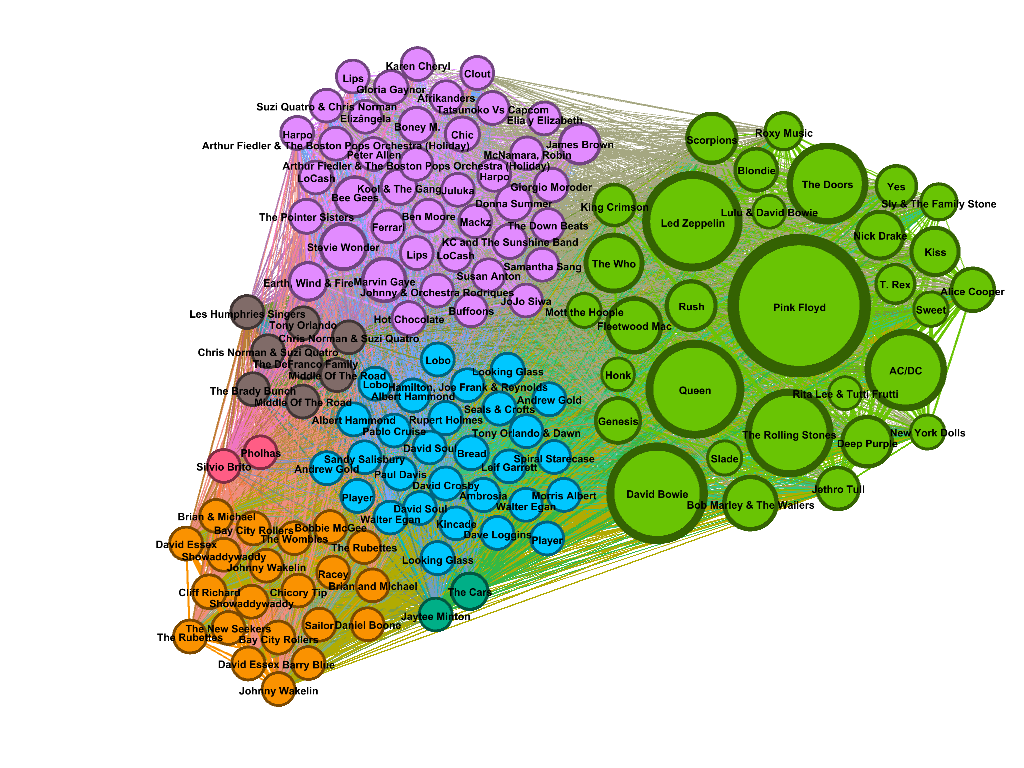 Karen Cheryl
Lips
Clout
Gloria Gaynor
Afrikanders
Suzi Quatro & Chris Norman
Tatsunoko Vs Capcom
Elizângela
Elia y Elizabeth
Boney M.
Chic
Harpo
James Brown
Arthur Fiedler & The Boston Pops Orchestra (Holiday)
Peter Allen
McNamara, Robin
Arthur Fiedler & The Boston Pops Orchestra (Holiday)
LoCash
Harpo
Kool & The Gang
Juluka
Giorgio Moroder
Bee Gees
Donna Summer
The Pointer Sisters
Ben Moore
Mackz
Ferrari
The Down Beats
Stevie Wonder
KC and The Sunshine Band
Lips
LoCash
Samantha Sang
Susan Anton
Earth, Wind & Fire
Marvin Gaye
Johnny & Orchestra Rodrigues
JoJo Siwa
Buffoons
Hot Chocolate
Roxy Music
Scorpions
Blondie
The Doors
Yes
Sly & The Family Stone
King Crimson
Lulu & David Bowie
Led Zeppelin
Nick Drake
Kiss
The Who
T. Rex
Alice Cooper
Rush
Pink Floyd
Sweet
Mott the Hoople
Fleetwood Mac
Honk
AC/DC
Queen
Rita Lee & Tutti Frutti
Genesis
The Rolling Stones
New York Dolls
Deep Purple
Slade
Jethro Tull
David Bowie
Bob Marley & The Wailers
Les Humphries Singers
Tony Orlando
Chris Norman & Suzi Quatro
Chris Norman & Suzi Quatro
The DeFranco Family
Middle Of The Road
The Brady Bunch
Middle Of The Road
Lobo
Looking Glass
Lobo
Hamilton, Joe Frank & Reynolds
Albert Hammond
Andrew Gold
Seals & Crofts
Albert Hammond
Rupert Holmes
Pablo Cruise
Tony Orlando & Dawn
David Soul
Bread
Sandy Salisbury
Spiral Starecase
Andrew Gold
Leif Garrett
Paul Davis
David Crosby
Player
Ambrosia
Morris Albert
David Soul
Walter Egan
Walter Egan
Kincade
Dave Loggins
Player
Looking Glass
Pholhas
Silvio Brito
The Cars
Jaytee Minton
Brian & Michael
Bobbie McGee
Bay City Rollers
The Wombles
David Essex
The Rubettes
Showaddywaddy
Johnny Wakelin
Racey
Brian and Michael
Cliff Richard
Chicory Tip
Showaddywaddy
The New Seekers
Sailor
Daniel Boone
The Rubettes
Bay City Rollers
David Essex
Barry Blue
Johnny Wakelin